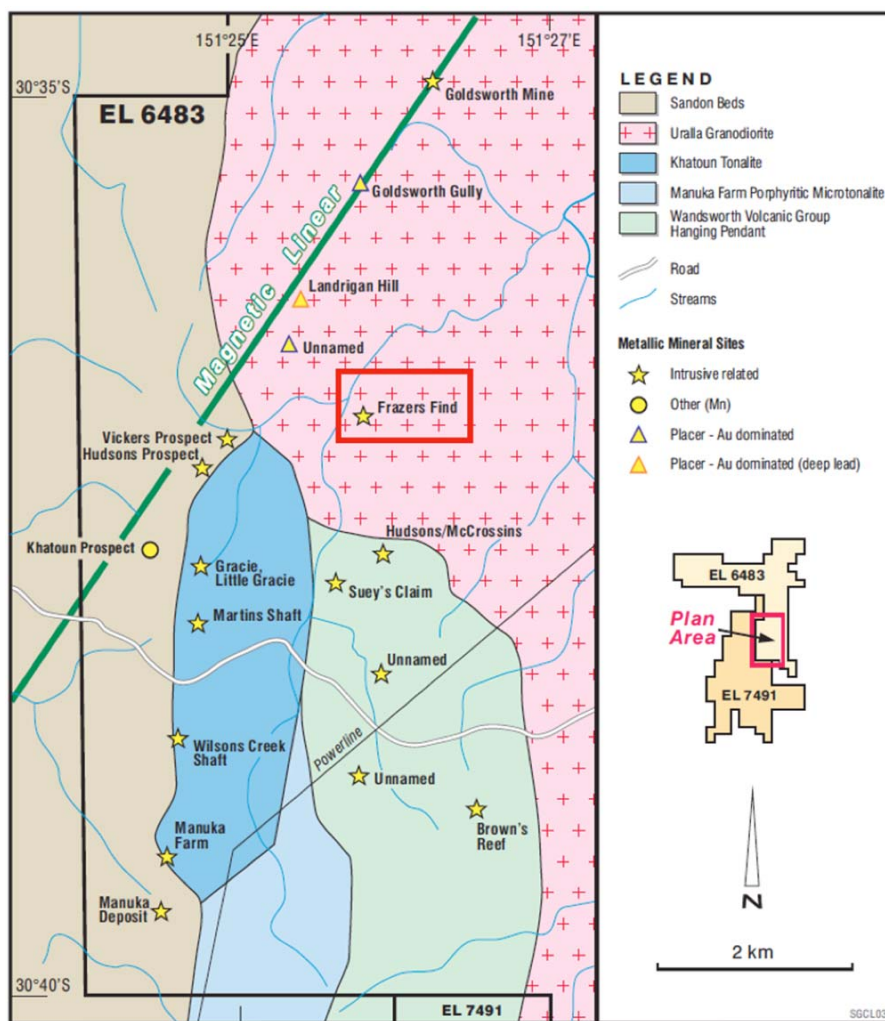 151°25'E
151°27'E
30°35'S
EL 6483
Goldsworth Mine
Goldsworth Gully
Magnetic Linear
Landrigan Hill
Unnamed
Frazers Find
Vickers Prospect
Hudsons Prospect
Hudsons/McCrossins
Khatoun Prospect
Gracie,
Little Gracie
Suey's Claim
Martins Shaft
Unnamed
Powerline
Wilsons Creek
Shaft
Unnamed
Brown's
Reef
Manuka
Farm
Manuka
Deposit
30°40'S
EL 7491
LEGEND
Sandon Beds
Uralla Granodiorite
Khatoun Tonalite
Manuka Farm Porphyritic Microtonalite
Wandsworth Volcanic Group
Hanging Pendant
Road
Streams
Metallic Mineral Sites
Intrusive related
Other (Mn)
Placer - Au dominated
Placer - Au dominated (deep lead)
EL 6483
Plan
Area
EL 7491
N
2 km
SGCL03